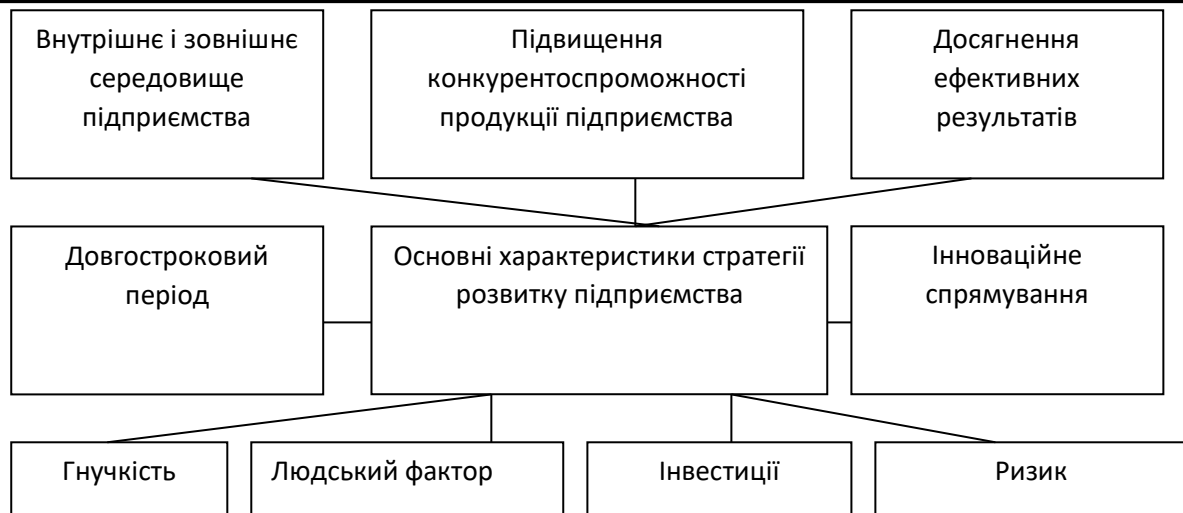 Внутрішнє і зовнішнє
середовище
підприємства
Підвищення
конкурентоспроможності
продукції підприємства
Досягнення
ефективних
результатів
Довгостроковий
період
Основні характеристики стратегії
розвитку підприємства
Інноваційне
спрямування
Гнучкість
Людський фактор
Інвестиції
Ризик